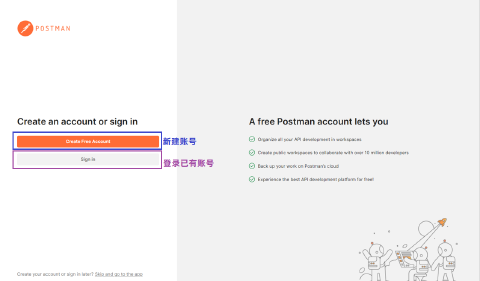 POSTMAN
Create an account or sign in
Create Free Account
新建账号
Sign in
登录已有账号
Create your account or sign in later? Skip and go to the app
A free Postman account lets you
Organize all your API development in workspaces
Create public workspaces to collaborate with over 10 million developers
Back up your work on Postman's cloud
Experience the best API development platform for free!